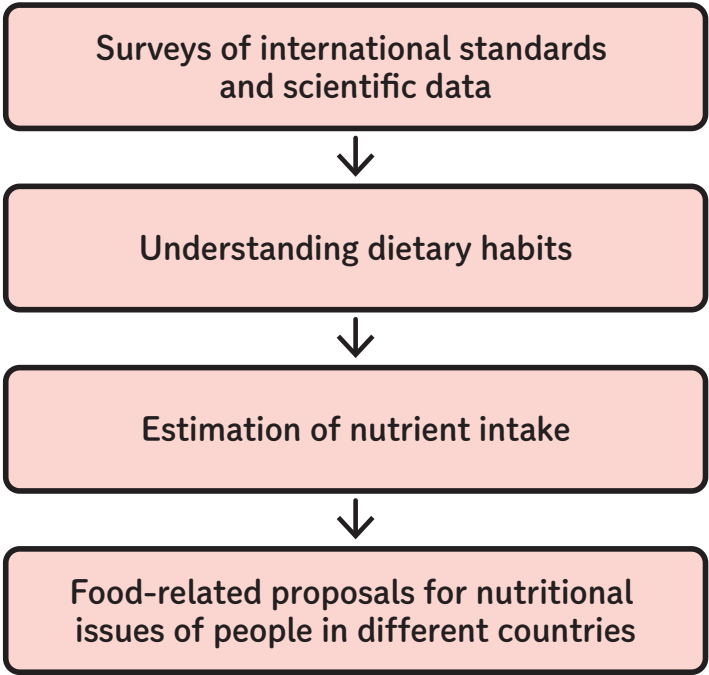 Surveys of international standards
and scientific data
Understanding dietary habits
Estimation of nutrient intake
Food-related proposals for nutritional
issues of people in different countries